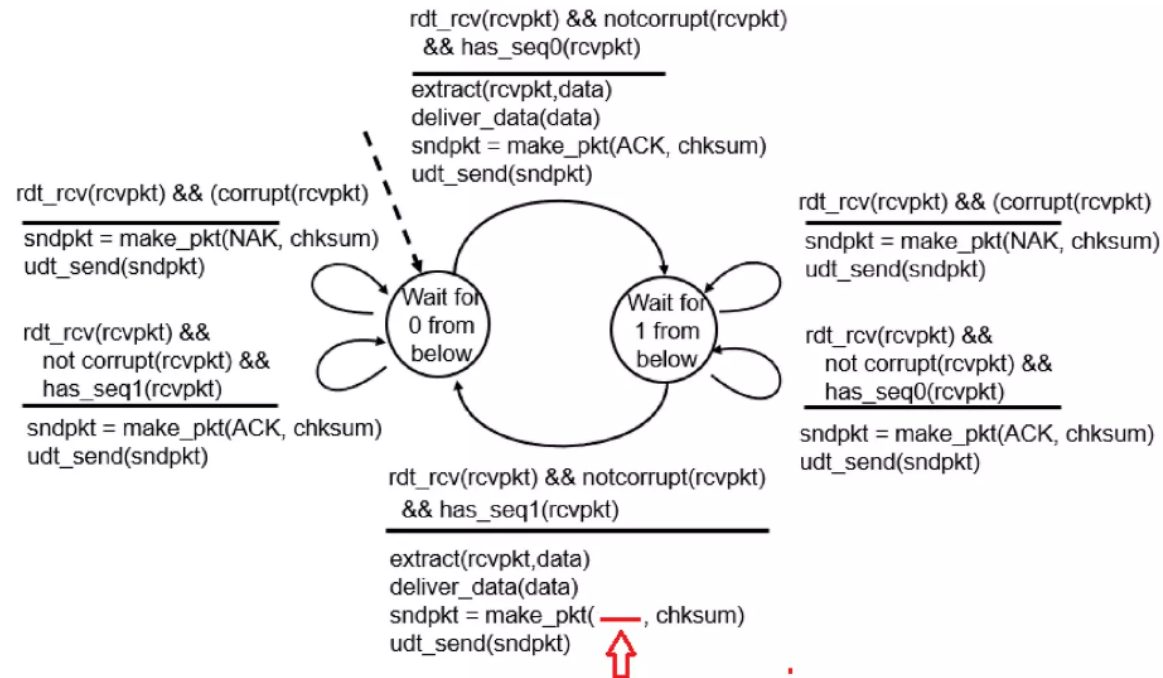 rdt_rcv(rcvpkt) && notcorrupt(rcvpkt)
&& has_seq0(rcvpkt)
extract(rcvpkt,data)
deliver_data(data)
sndpkt = make_pkt(ACK, chksum)
udt_send(sndpkt)
rdt_rcv(rcvpkt) && (corrupt(rcvpkt)
sndpkt = make_pkt(NAK, chksum)
udt_send(sndpkt)
rdt_rcv(rcvpkt) &&
not corrupt(rcvpkt) &&
has_seq1(rcvpkt)
sndpkt = make_pkt(ACK, chksum)
udt_send(sndpkt)
Wait for
0 from
below
Wait for
1 from
below
rdt_rcv(rcvpkt) && (corrupt(rcvpkt)
sndpkt = make_pkt(NAK, chksum)
udt_send(sndpkt)
rdt_rcv(rcvpkt) &&
not corrupt(rcvpkt) &&
has_seq0(rcvpkt)
sndpkt = make_pkt(ACK, chksum)
udt_send(sndpkt)
rdt_rcv(rcvpkt) && notcorrupt(rcvpkt)
&& has_seq1(rcvpkt)
extract(rcvpkt,data)
deliver_data(data)
sndpkt = make_pkt( ___ , chksum)
udt_send(sndpkt)